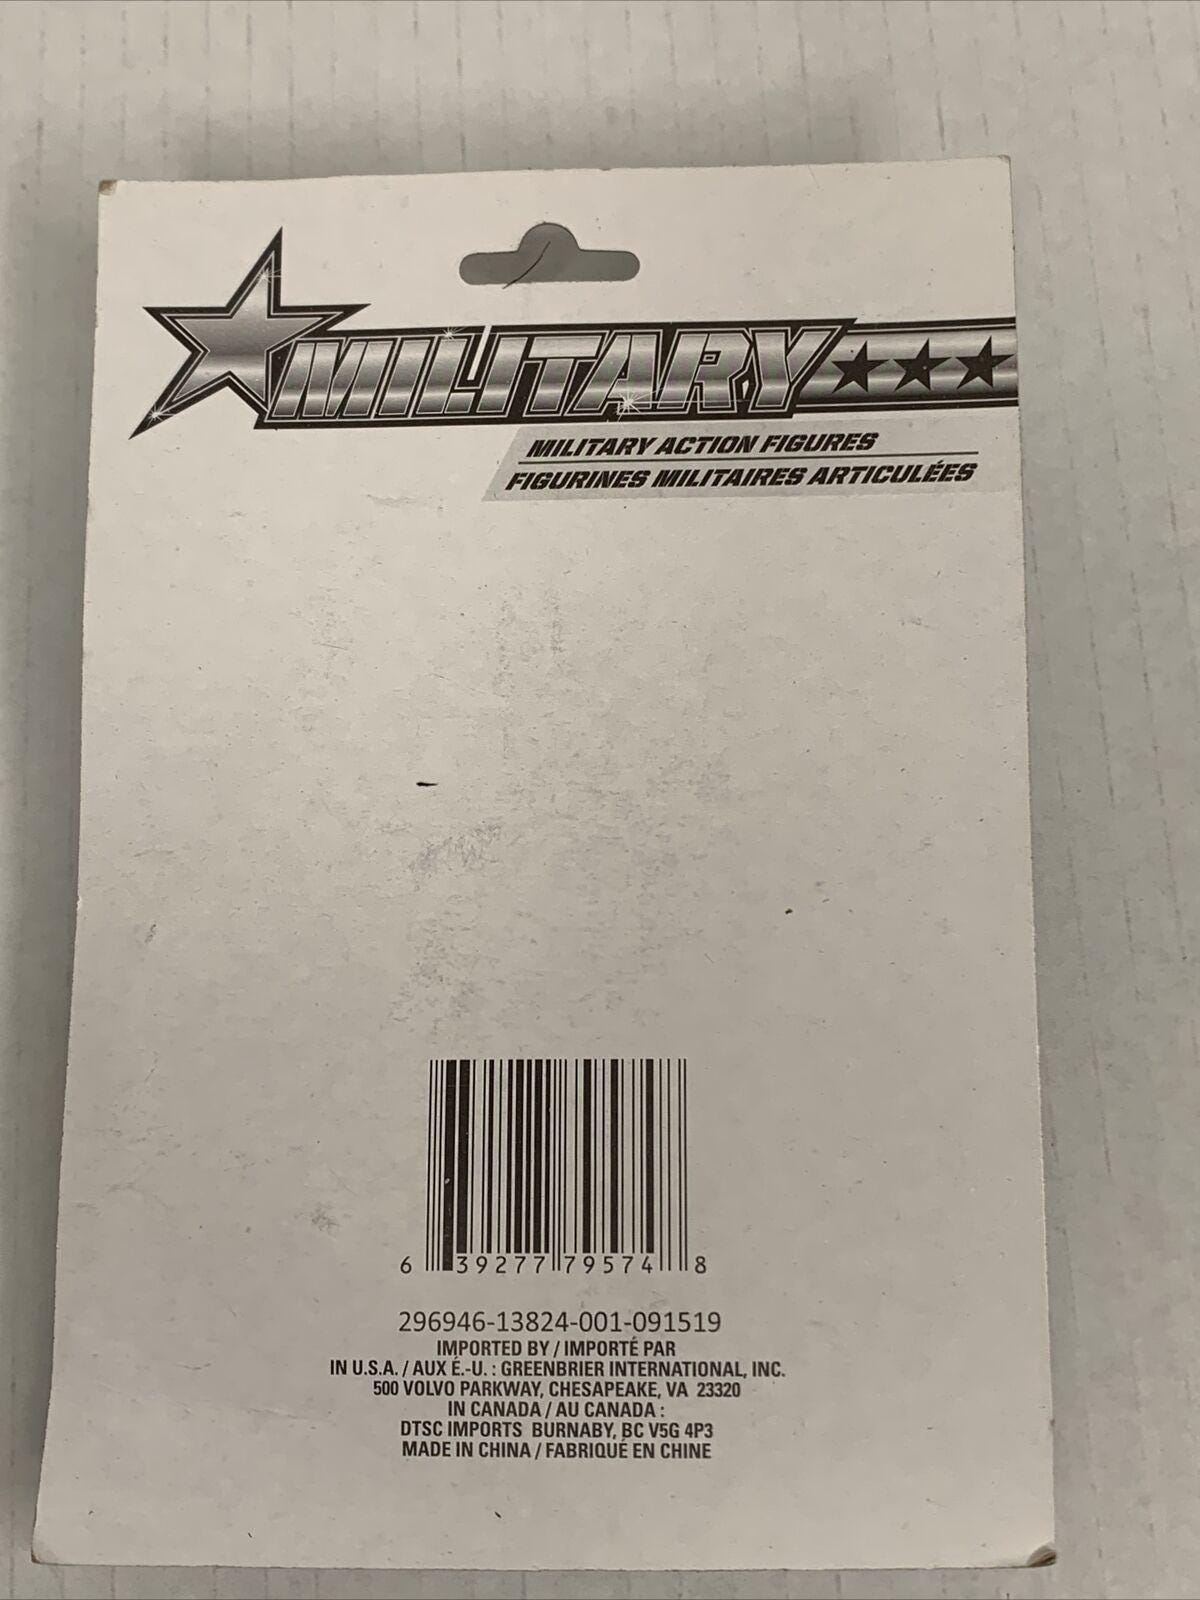 MILITARY
MILITARY ACTION FIGURES
FIGURINES MILITAIRES ARTICULÉES
6 39277 79574 8
296946-13824-001-091519
IMPORTED BY / IMPORTÉ PAR
IN U.S.A. / AUX É.-U. : GREENBRIER INTERNATIONAL, INC.
500 VOLVO PARKWAY, CHESAPEAKE, VA 23320
IN CANADA / AU CANADA :
DTSC IMPORTS BURNABY, BC V5G 4P3
MADE IN CHINA / FABRIQUÉ EN CHINE